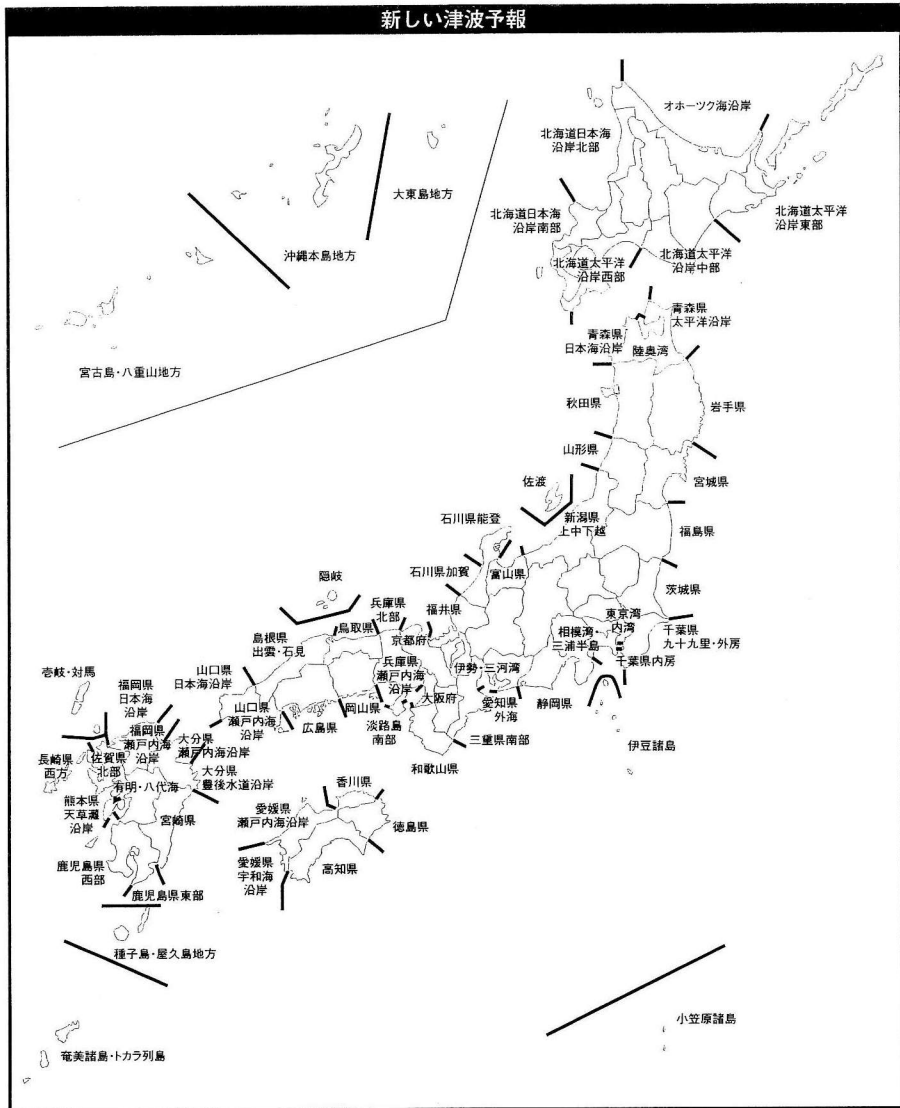 新しい津波予報
オホーツク海沿岸
北海道日本海
沿岸北部
大東島地方
北海道日本海
沿岸南部
北海道太平洋
沿岸東部
沖縄本島地方
北海道太平洋
沿岸西部
北海道太平洋
沿岸中部
青森県
太平洋沿岸
青森県
日本海沿岸
陸奥湾
宮古島・八重山地方
秋田県
岩手県
山形県
佐渡
宮城県
石川県能登
新潟県
上中下越
福島県
石川県加賀
富山県
隠岐
茨城県
兵庫県
北部
福井県
東京湾
内湾
鳥取県
島根県
出雲・石見
京都府
相模湾・
三浦半島
千葉県
九十九里・外房
千葉県内房
兵庫県
瀬戸内海
沿岸
伊勢・三河湾
壱岐・対馬
山口県
日本海沿岸
福岡県
日本海
沿岸
大阪府
愛知県
外海
静岡県
山口県
瀬戸内海
沿岸
広島県
岡山県
淡路島
南部
福岡県
瀬戸内海
沿岸
大分県
瀬戸内海沿岸
三重県南部
伊豆諸島
長崎県
西方
佐賀県
北部
和歌山県
大分県
豊後水道沿岸
有明・八代海
香川県
熊本県
天草灘
沿岸
愛媛県
瀬戸内海沿岸
宮崎県
徳島県
愛媛県
宇和海
沿岸
高知県
鹿児島県
西部
鹿児島県東部
種子島・屋久島地方
小笠原諸島
奄美諸島・トカラ列島